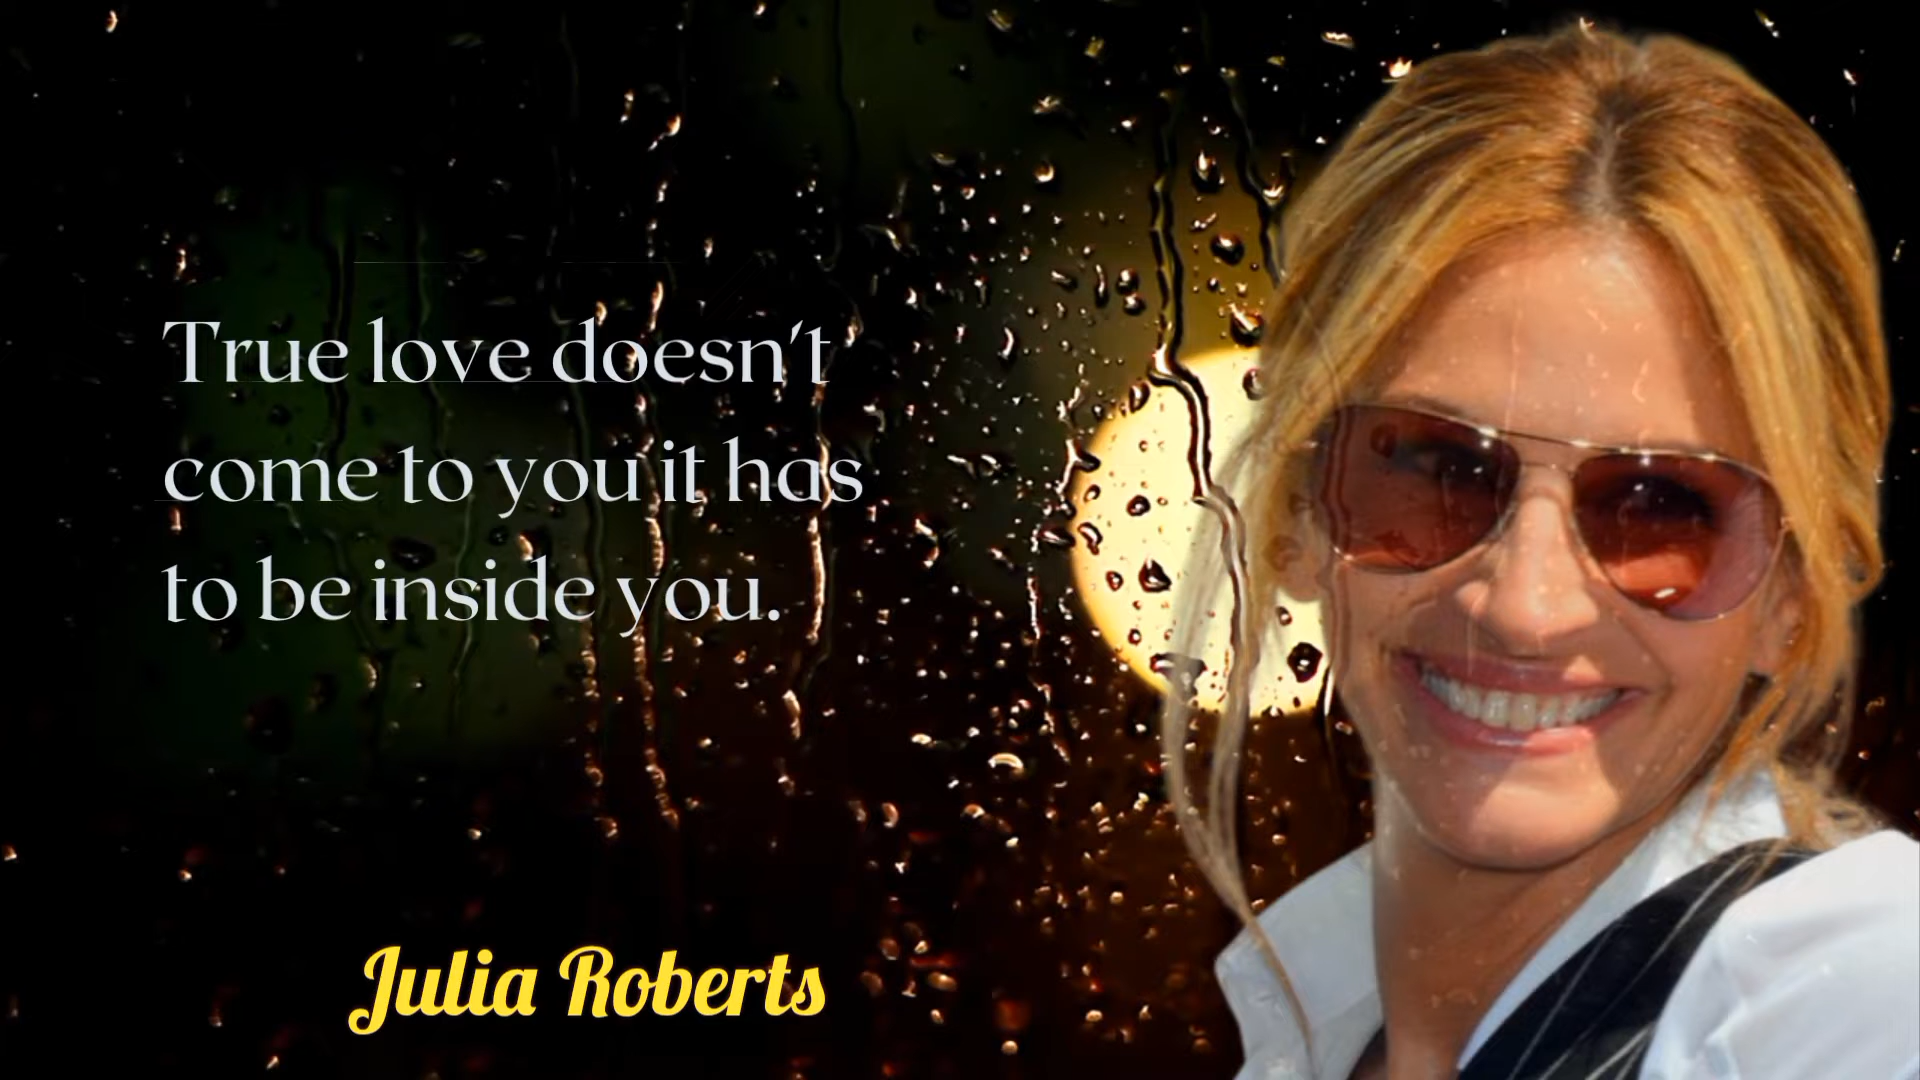 True love doesn't
come to you it has
to be inside you.
Julia Roberts